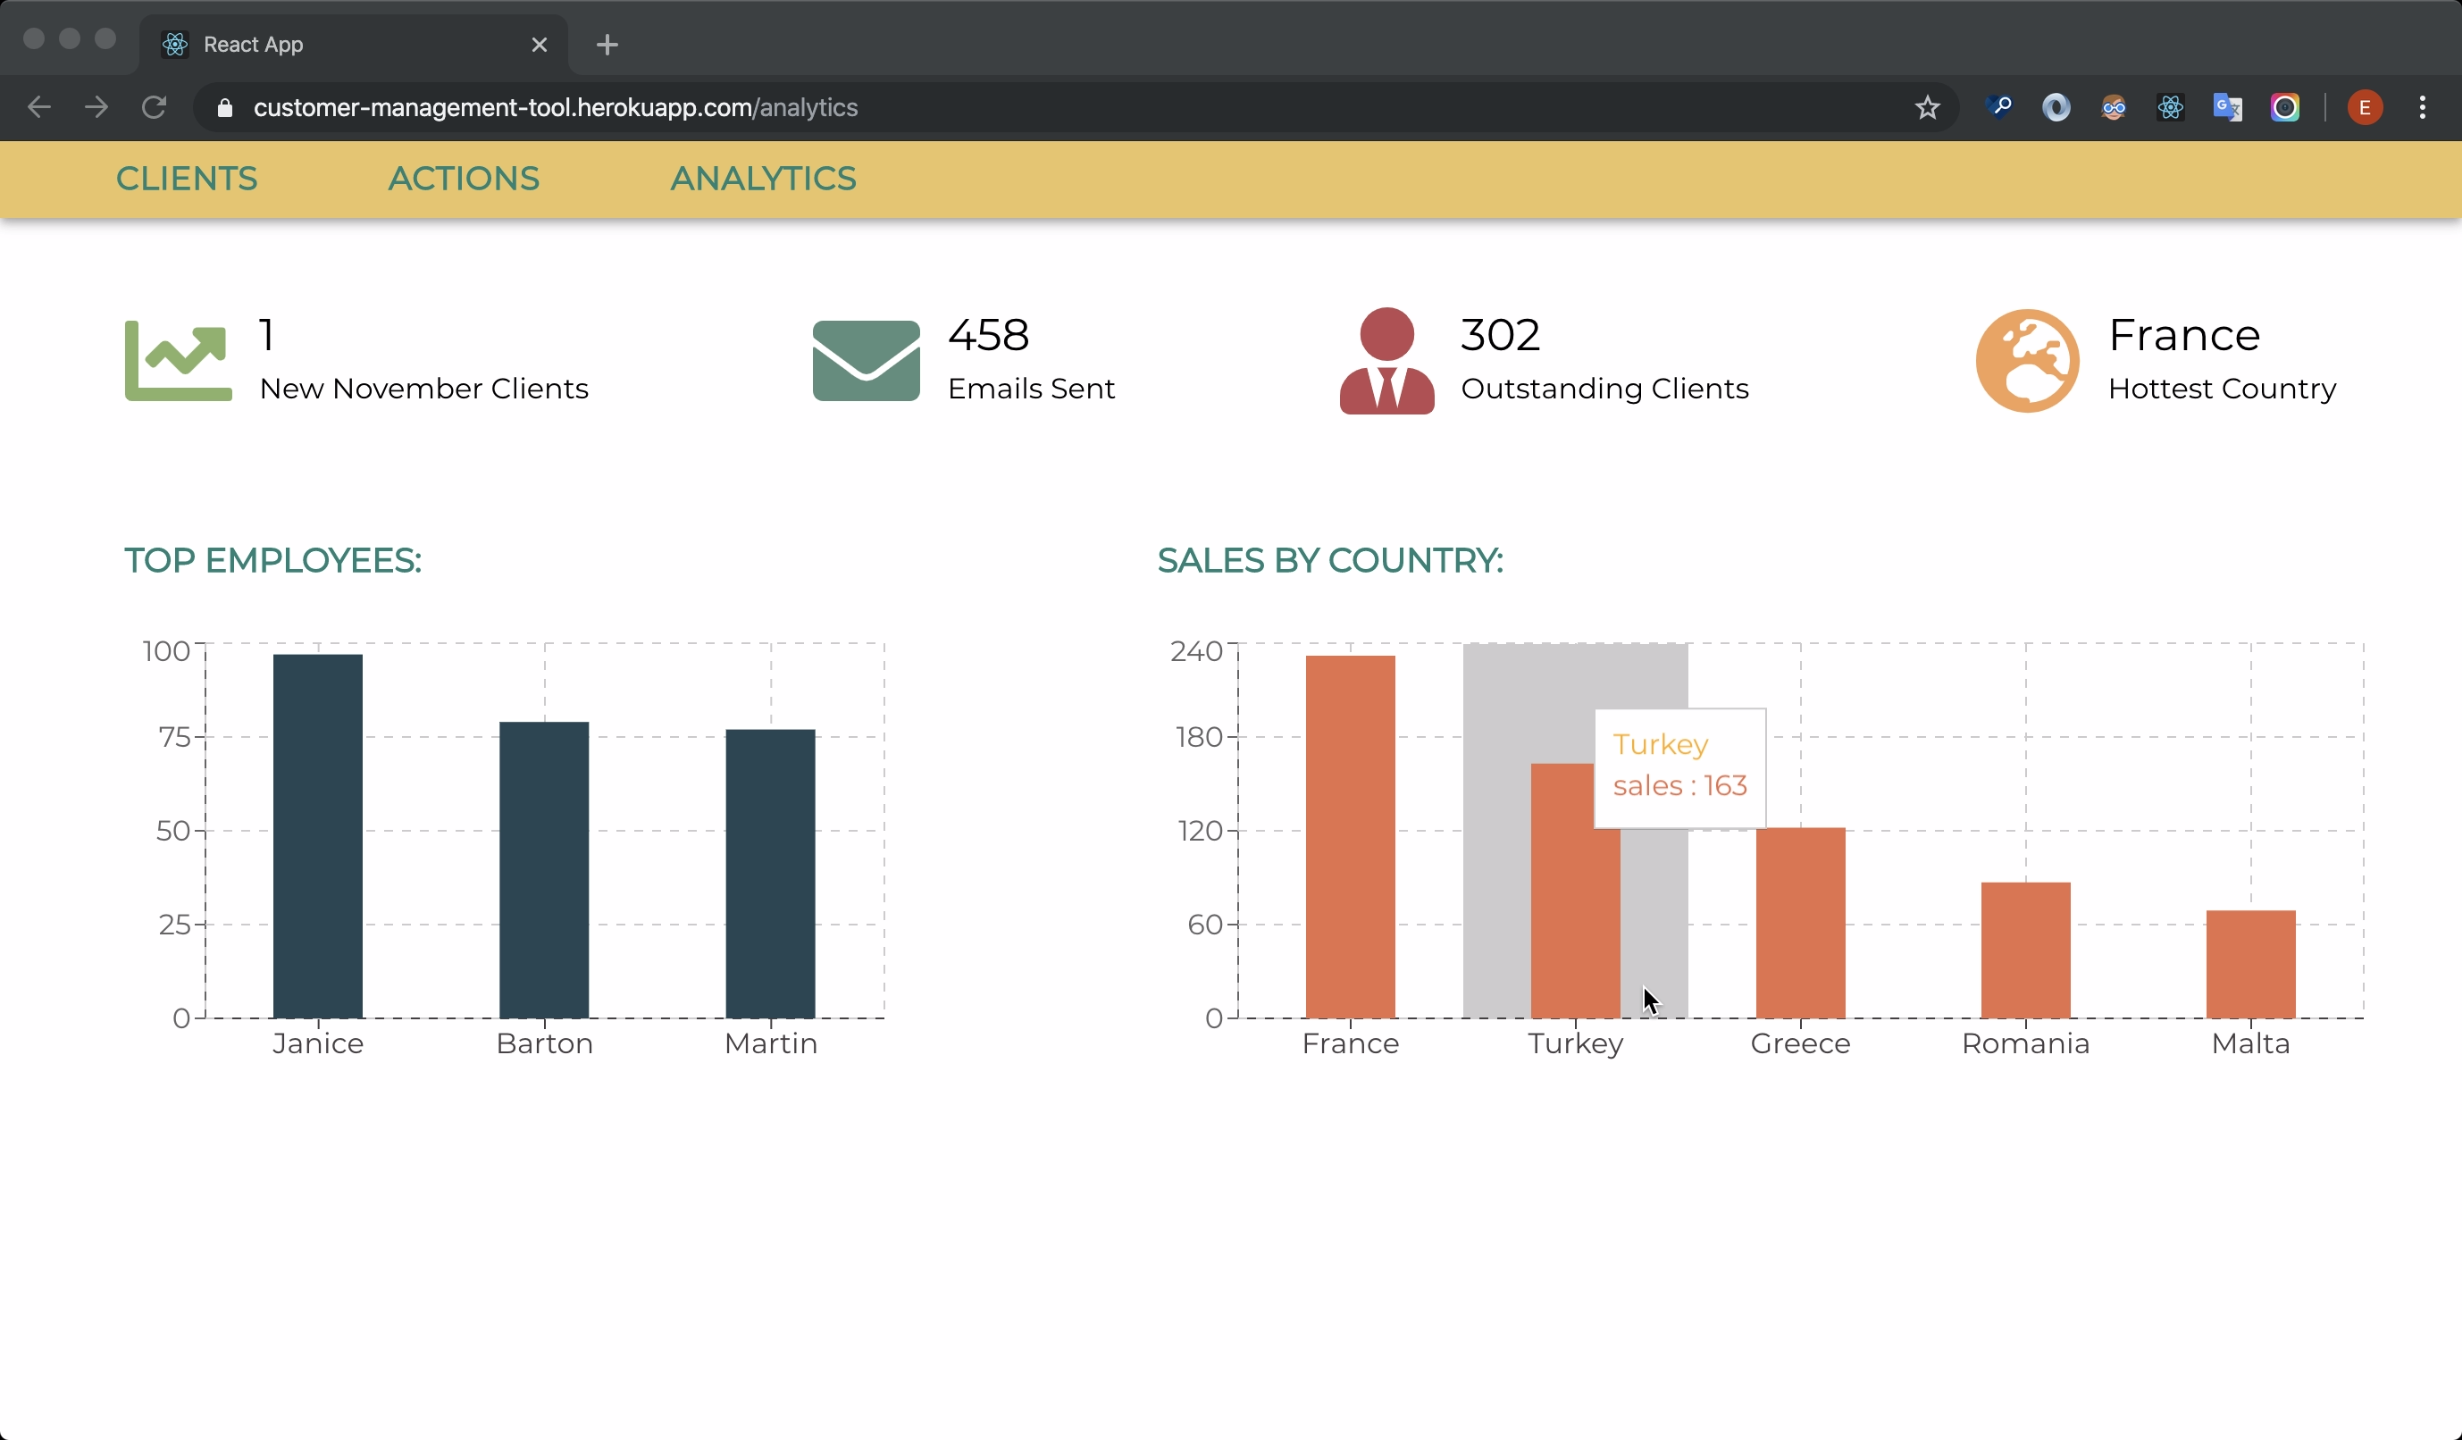 React App
customer-management-tool.herokuapp.com/analytics
E
CLIENTS ACTIONS ANALYTICS
1
New November Clients
458
Emails Sent
302
Outstanding Clients
France
Hottest Country
TOP EMPLOYEES:
100
75
50
25
0
Janice Barton Martin
SALES BY COUNTRY:
240
180
120
60
0
Turkey
sales : 163
France Turkey Greece Romania Malta